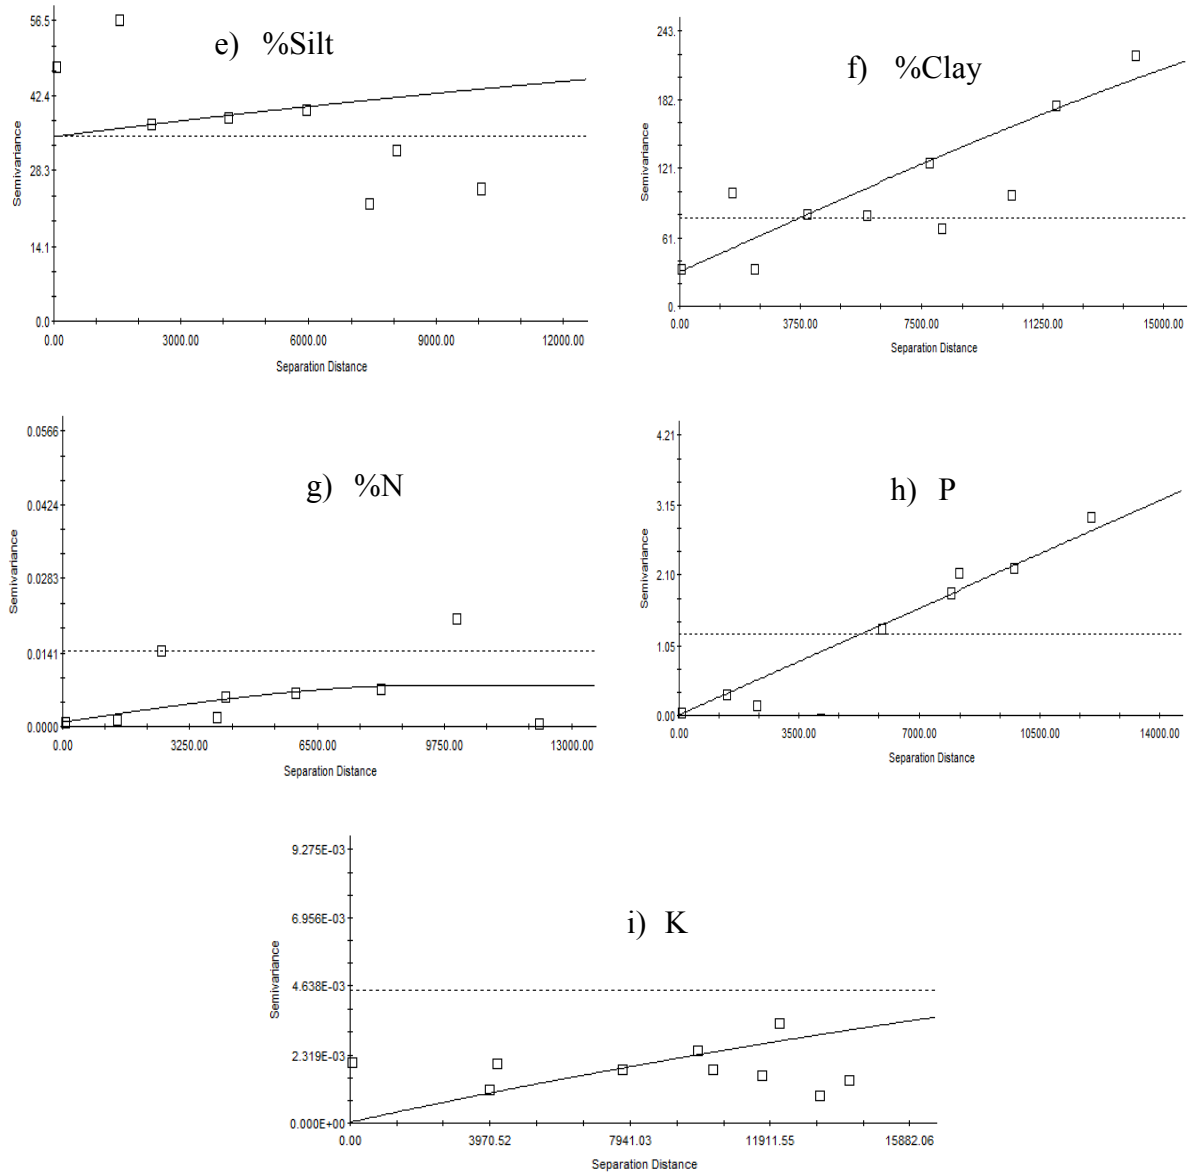 e) %Silt
56.5
42.4
28.3
14.1
0.0
Semivariance
0.00 3000.00 6000.00 9000.00 12000.00
Separation Distance
f) %Clay
243.
182.
121.
61.
0.
Semivariance
0.00 3750.00 7500.00 11250.00 15000.00
Separation Distance
g) %N
0.0566
0.0424
0.0283
0.0141
0.0000
Semivariance
0.00 3250.00 6500.00 9750.00 13000.00
Separation Distance
h) P
4.21
3.15
2.10
1.05
0.00
Semivariance
0.00 3500.00 7000.00 10500.00 14000.00
Separation Distance
i) K
9.275E-03
6.956E-03
4.638E-03
2.319E-03
0.000E+00
Semivariance
0.00 3970.52 7941.03 11911.55 15882.06
Separation Distance